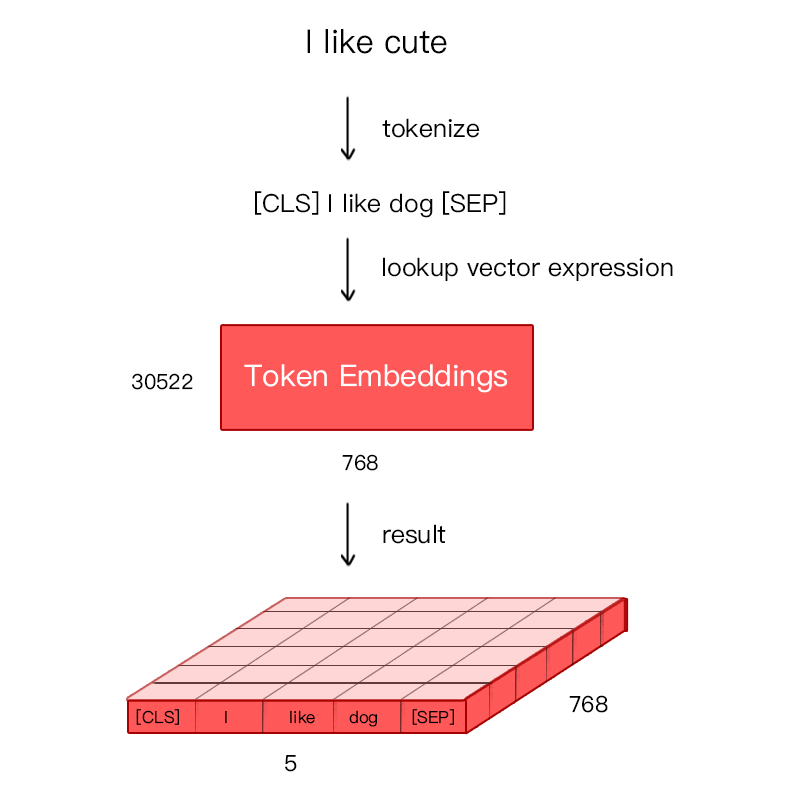 I like cute
tokenize
[CLS] I like dog [SEP]
lookup vector expression
Token Embeddings
30522
768
result
[CLS] I like dog [SEP]
768
5